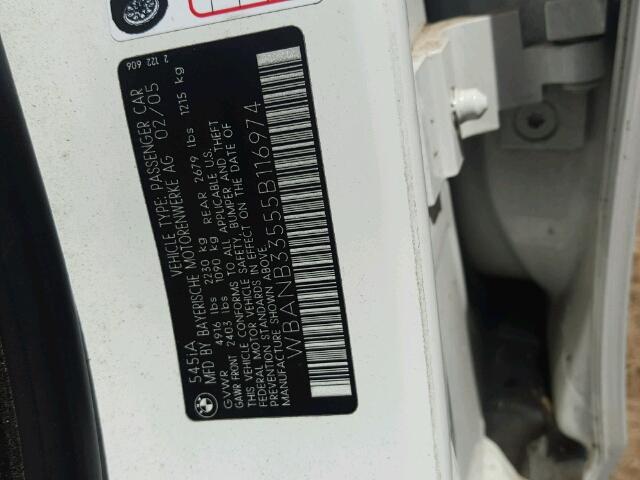 545iA VEHICLE TYPE: PASSENGER CAR
MFD BY BAYERISCHE MOTORENWERKE AG 02/05
GVWR 4916 lbs 2230 kg
GAWR FRONT 2403 lbs 1090 kg REAR 2679 lbs 1215 kg
THIS VEHICLE CONFORMS TO ALL APPLICABLE U.S.
FEDERAL MOTOR VEHICLE SAFETY, BUMPER AND THEFT
PREVENTION STANDARDS IN EFFECT ON THE DATE OF
MANUFACTURE SHOWN ABOVE.
WBANB33555B116974
2 122 606